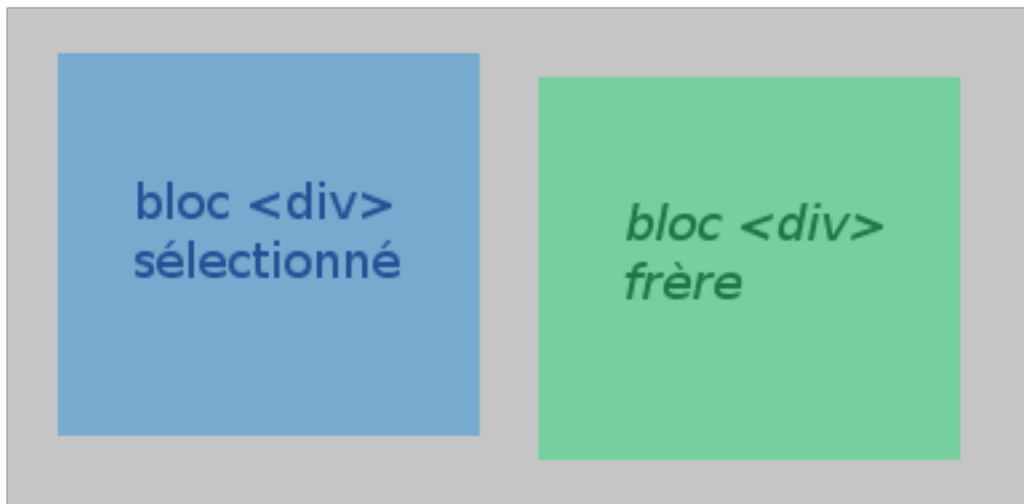 bloc <div>
sélectionné
bloc <div>
frère